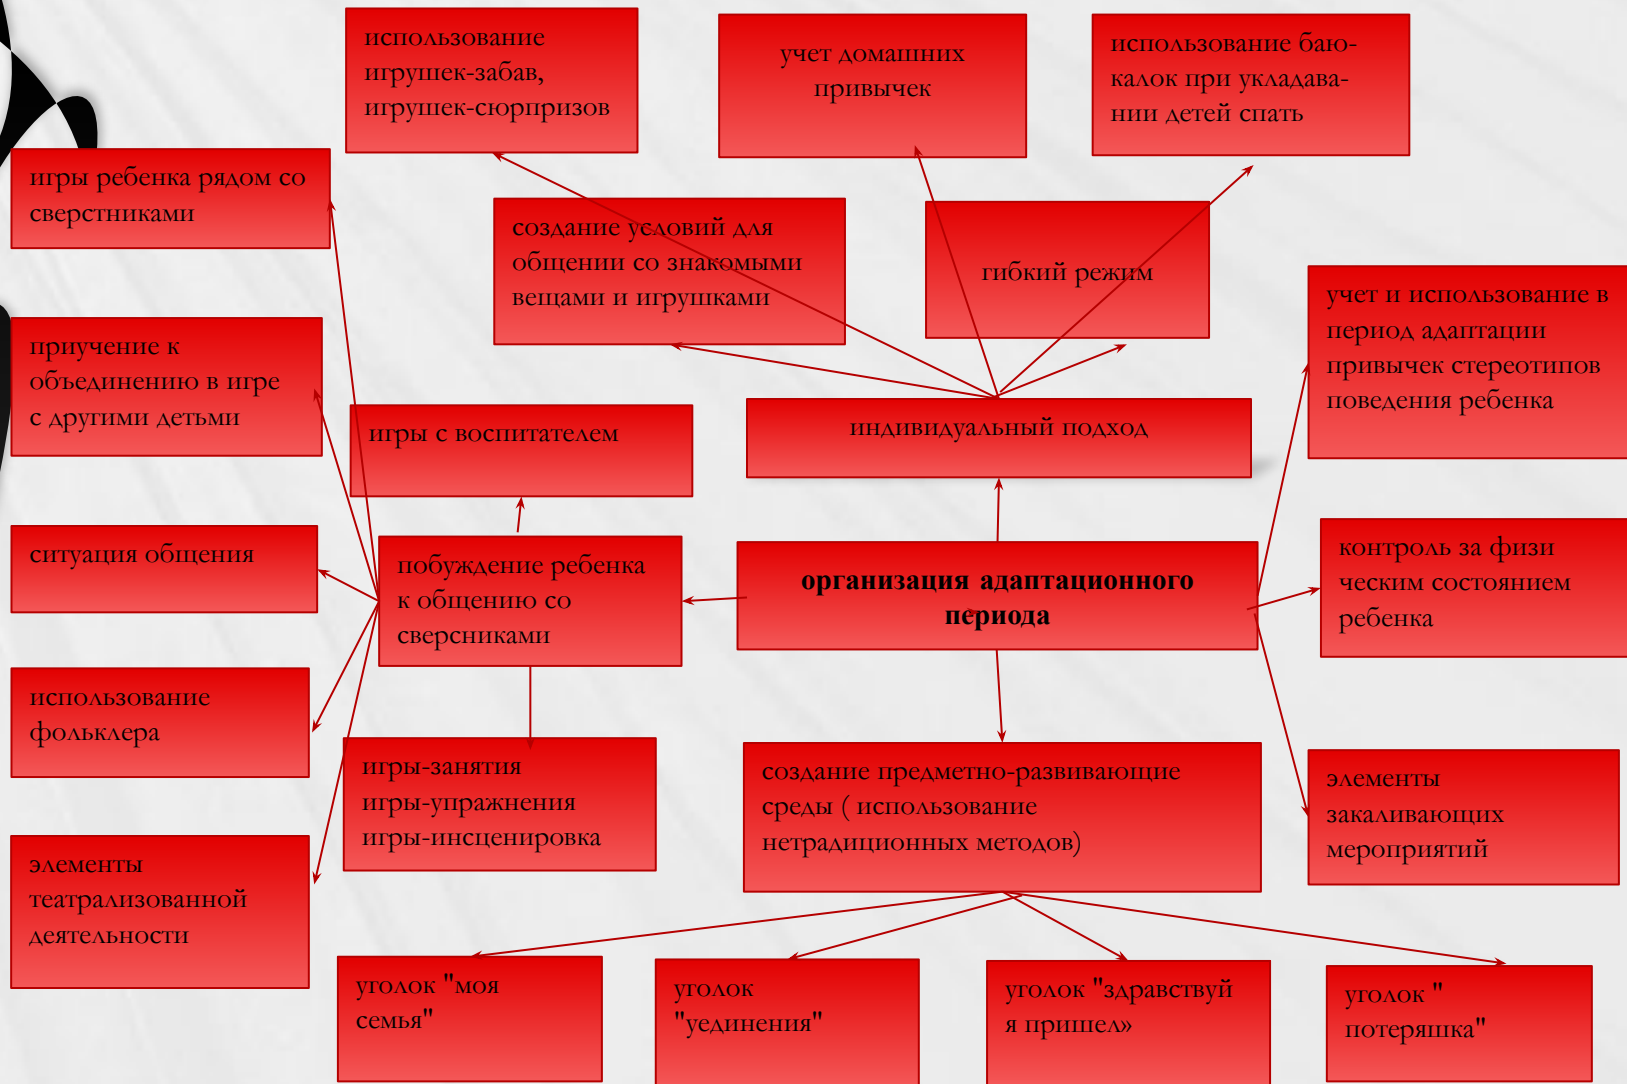 использование
игрушек-забав,
игрушек-сюрпризов
учет домашних
привычек
использование баю-
калок при укладава-
нии детей спать
игры ребенка рядом со
сверстниками
создание условий для
общении со знакомыми
вещами и игрушками
гибкий режим
учет и использование в
период адаптации
привычек стереотипов
поведения ребенка
приучение к
объединению в игре
с другими детьми
игры с воспитателем
индивидуальный подход
ситуация общения
побуждение ребенка
к общению со
сверсниками
организация адаптационного
периода
контроль за физи
ческим состоянием
ребенка
использование
фольклера
игры-занятия
игры-упражнения
игры-инсценировка
создание предметно-развивающие
среды ( использование
нетрадиционных методов)
элементы
закаливающих
мероприятий
элементы
театрализованной
деятельности
уголок "моя
семья"
уголок
"уединения"
уголок "здравствуй
я пришел»
уголок "
потеряшка"